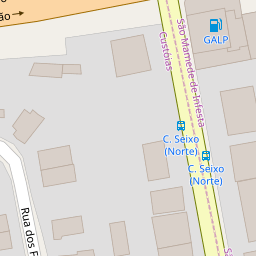 ão →
GALP
São Mamede de Infesta
Custóias
C. Seixo
(Norte)
C. Seixo
(Norte)
Rua dos F